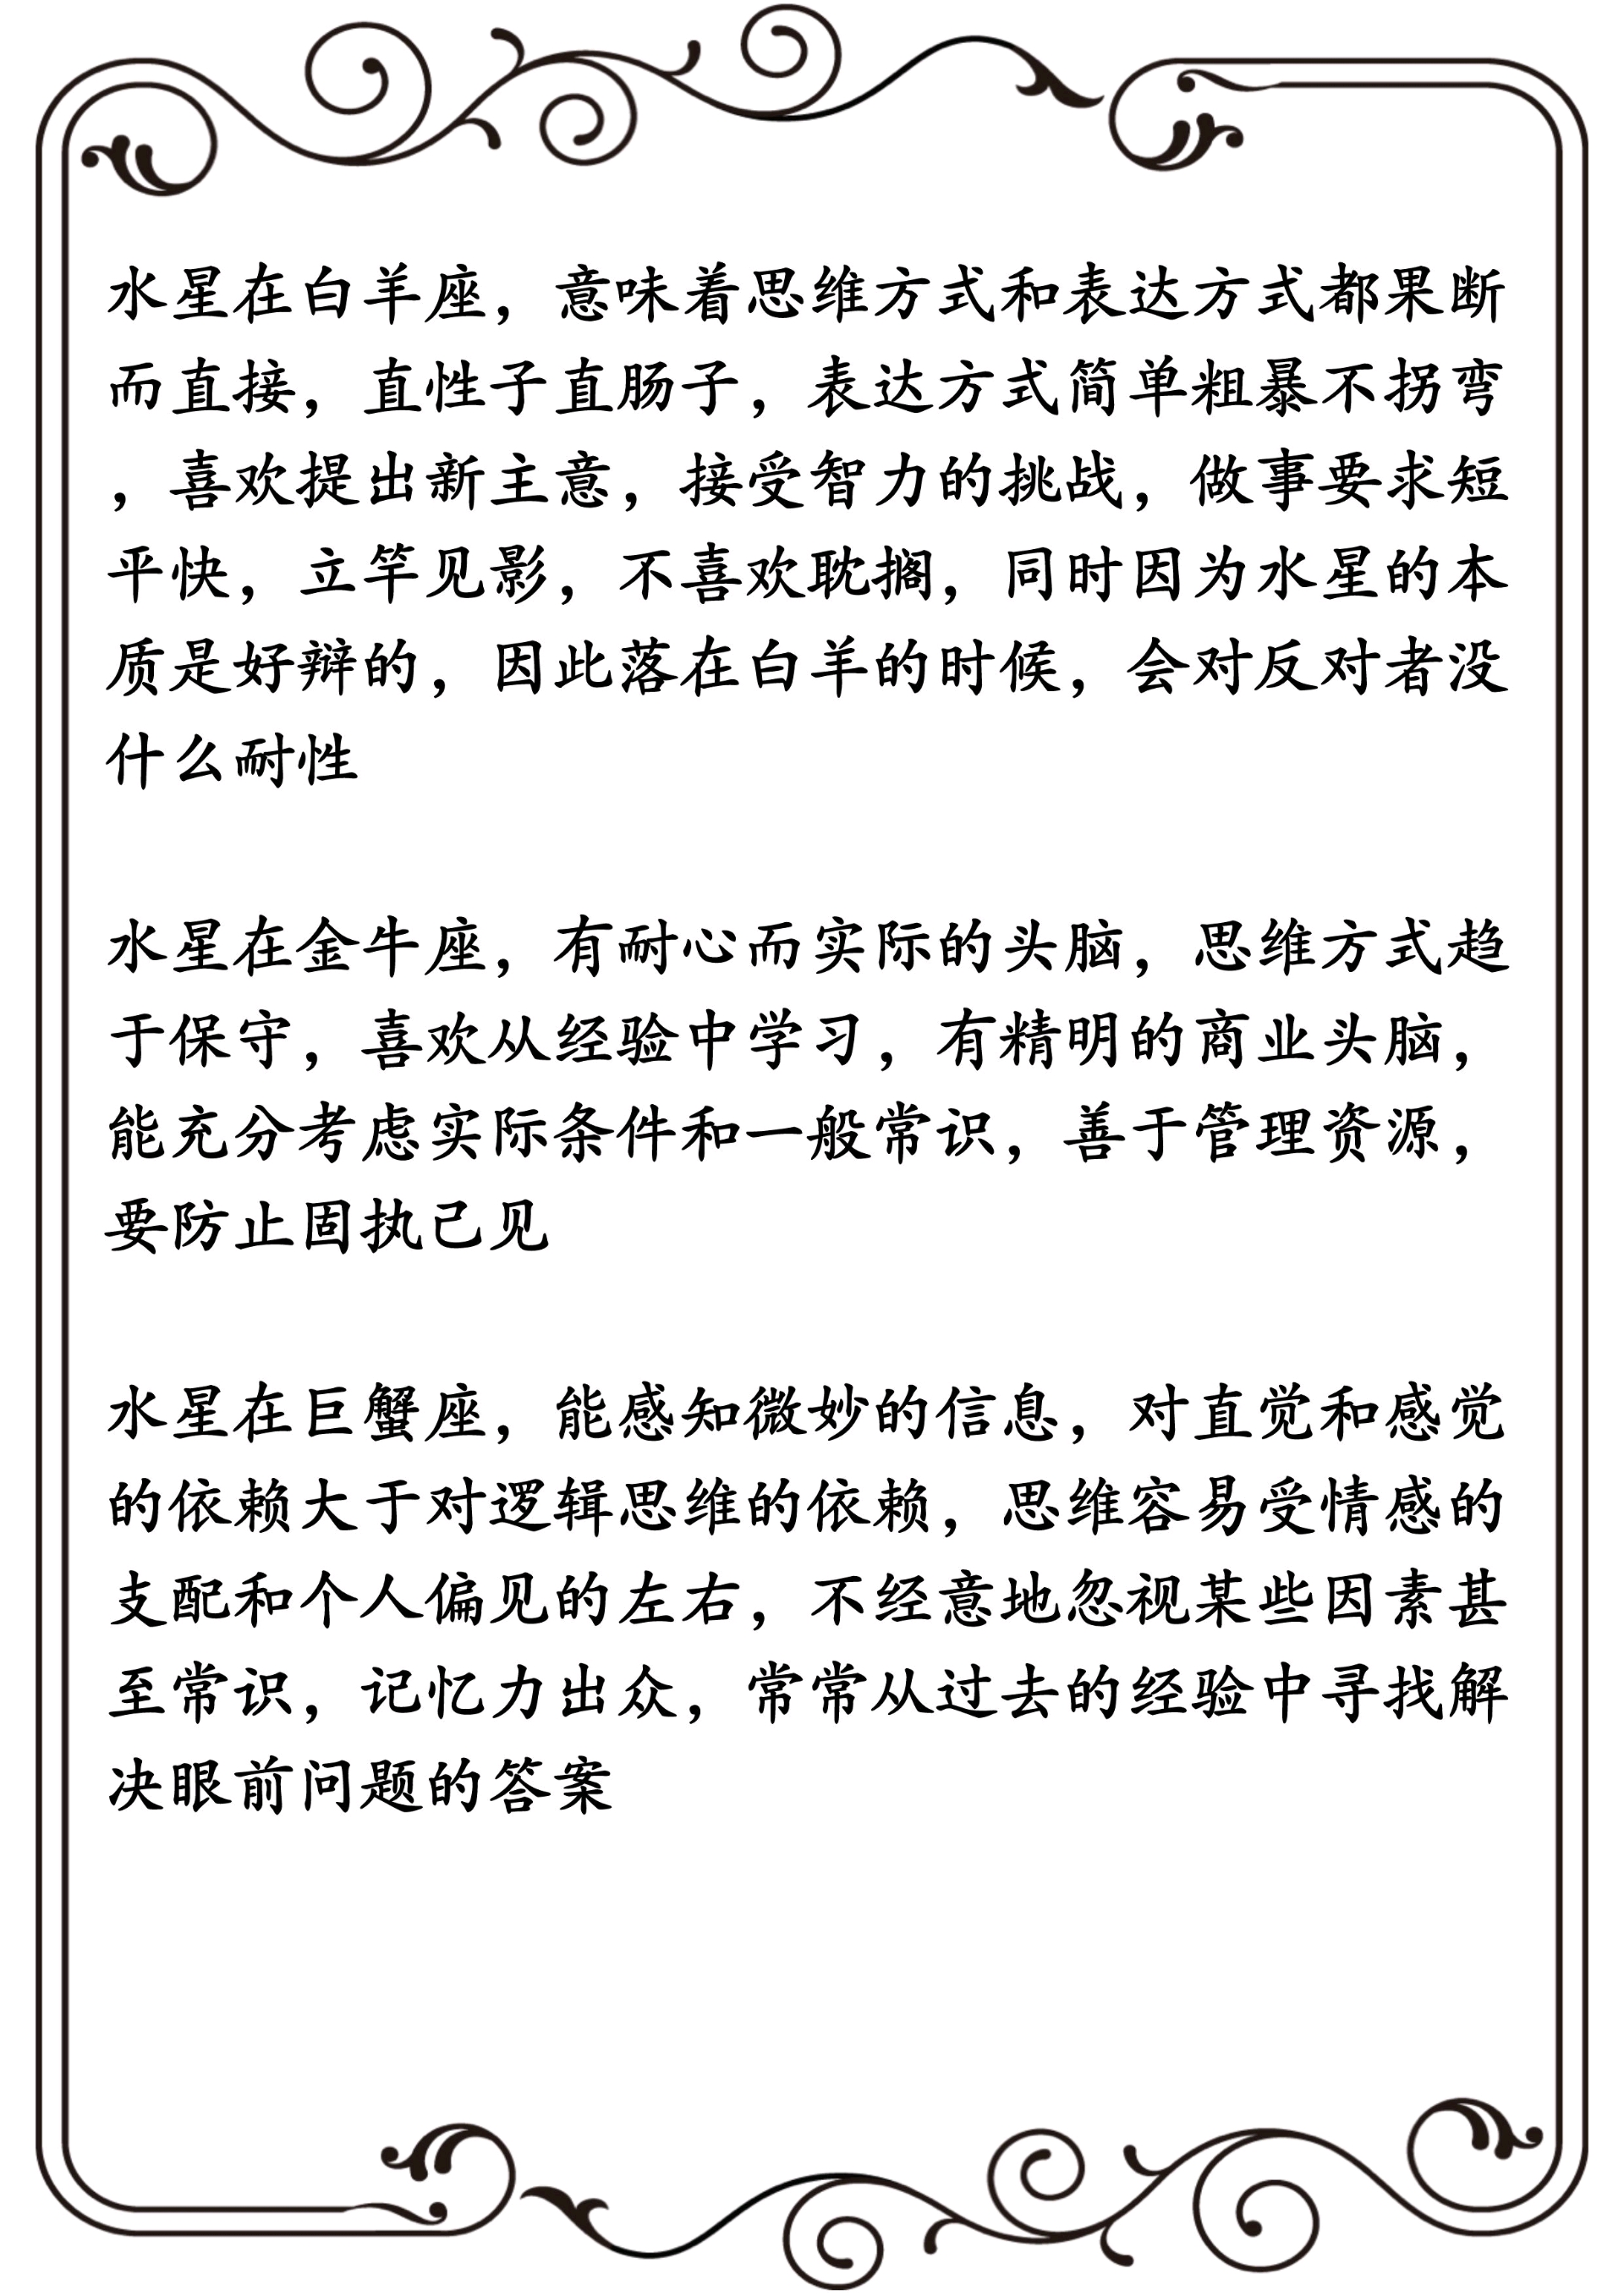 水星在白羊座，意味着思维方式和表达方式都果断
而直接，直性子直肠子，表达方式简单粗暴不拐弯
，喜欢提出新主意，接受智力的挑战，做事要求短
平快，立竿见影，不喜欢耽搁，同时因为水星的本
质是好辩的，因此落在白羊的时候，会对反对者没
什么耐性
水星在金牛座，有耐心而实际的头脑，思维方式趋
于保守，喜欢从经验中学习，有精明的商业头脑，
能充分考虑实际条件和一般常识，善于管理资源，
要防止固执己见
水星在巨蟹座，能感知微妙的信息，对直觉和感觉
的依赖大于对逻辑思维的依赖，思维容易受情感的
支配和个人偏见的左右，不经意地忽视某些因素甚
至常识，记忆力出众，常常从过去的经验中寻找解
决眼前问题的答案